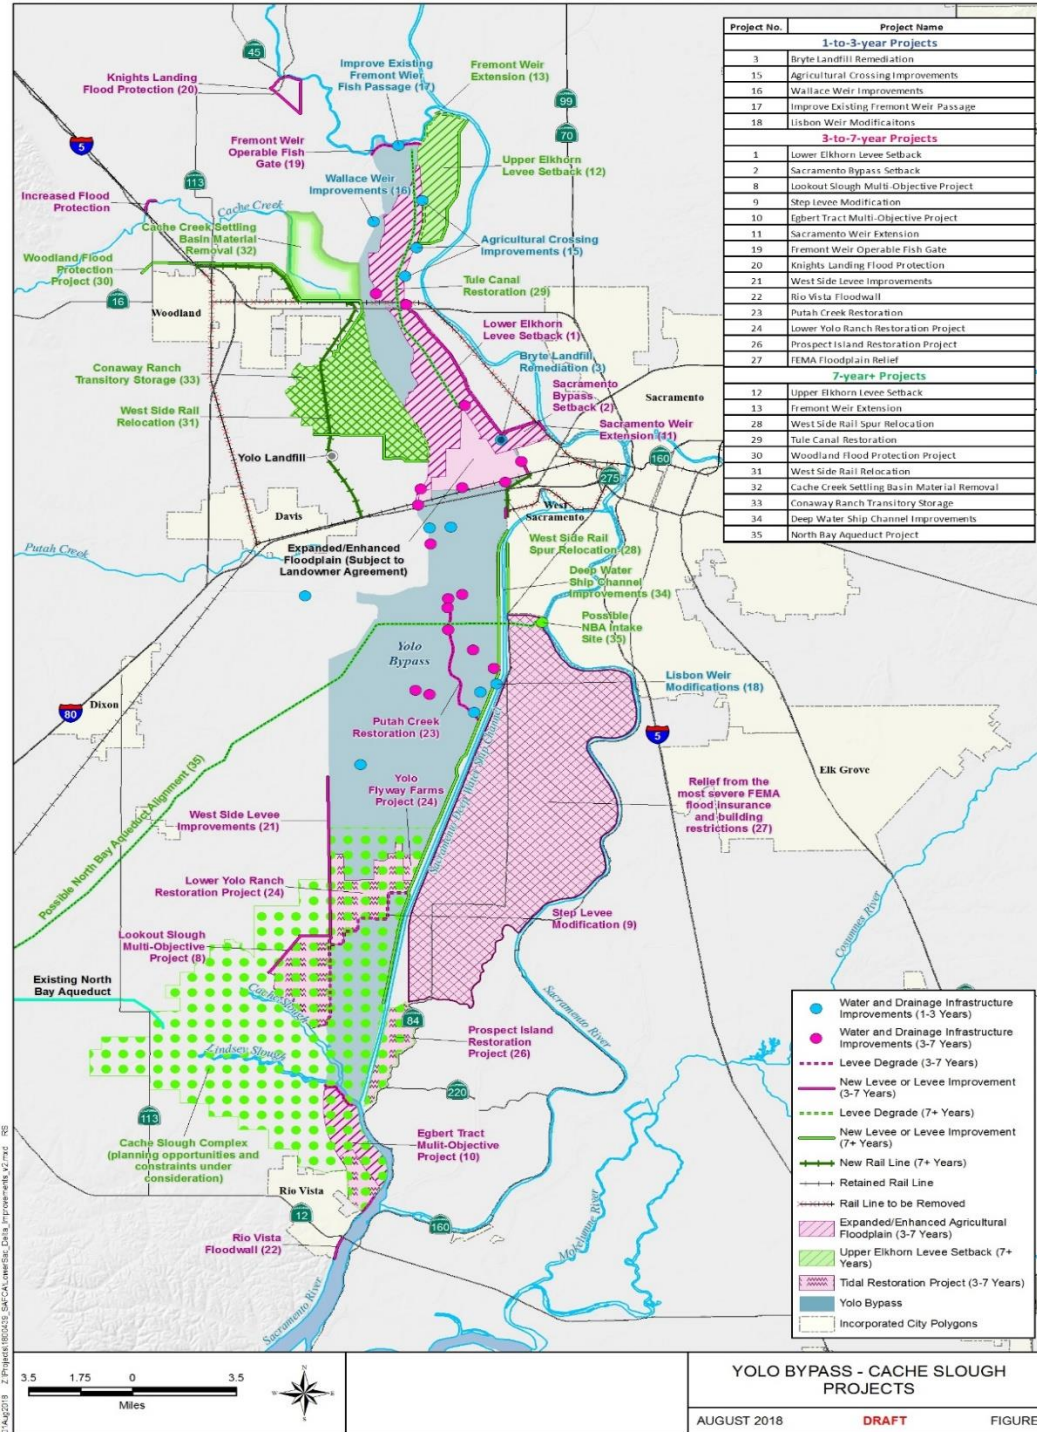 Project No. Project Name
1-to-3-year Projects
3 Bryte Landfill Remediation
15 Agricultural Crossing Improvements
16 Wallace Weir Improvements
17 Improve Existing Fremont Weir Passage
18 Lisbon Weir Modificaitons
3-to-7-year Projects
1 Lower Elkhorn Levee Setback
2 Sacramento Bypass Setback
8 Lookout Slough Multi-Objective Project
9 Step Levee Modification
10 Egbert Tract Multi-Objective Project
11 Sacramento Weir Extension
19 Fremont Weir Operable Fish Gate
20 Knights Landing Flood Protection
21 West Side Levee Improvements
22 Rio Vista Floodwall
23 Putah Creek Restoration
24 Lower Yolo Ranch Restoration Project
26 Prospect Island Restoration Project
27 FEMA Floodplain Relief
7-year+ Projects
12 Upper Elkhorn Levee Setback
13 Fremont Weir Extension
28 West Side Rail Spur Relocation
29 Tule Canal Restoration
30 Woodland Flood Protection Project
31 West Side Rail Relocation
32 Cache Creek Settling Basin Material Removal
33 Conaway Ranch Transitory Storage
34 Deep Water Ship Channel Improvements
35 North Bay Aqueduct Project
45
Knights Landing
Flood Protection (20)
Improve Existing
Fremont Wier
Fish Passage (17)
Fremont Weir
Extension (13)
99
70
5
Fremont Weir
Operable Fish
Gate (19)
Upper Elkhorn
Levee Setback (12)
113
Wallace Weir
Improvements (16)
Increased Flood
Protection
Cache Creek
Cache Creek Settling
Basin Material
Removal (32)
Agricultural Crossing
Improvements (15)
Woodland Flood
Protection
Project (30)
Tule Canal
Restoration (29)
16
Woodland
Lower Elkhorn
Levee Setback (1)
Bryte Landfill
Remediation (3)
Conaway Ranch
Transitory Storage (33)
Sacramento
Bypass
Setback (2)
Sacramento
West Side Rail
Relocation (31)
Sacramento Weir
Extension (11)
Yolo Landfill
160
275
Davis
West
Sacramento
Putah Creek
Expanded/Enhanced
Floodplain (Subject to
Landowner Agreement)
West Side Rail
Spur Relocation (28)
Deep Water
Ship Channel
Improvements (34)
Possible
NBA Intake
Site (35)
Yolo
Bypass
Lisbon Weir
Modifications (18)
Dixon
80
Putah Creek
Restoration (23)
5
Elk Grove
Sacramento Deep Water Ship Channel
Yolo
Flyway Farms
Project (24)
Relief from the
most severe FEMA
flood insurance
and building
restrictions (27)
Possible North Bay Aqueduct Alignment (35)
West Side Levee
Improvements (21)
Lower Yolo Ranch
Restoration Project (24)
Step Levee
Modification (9)
Lookout Slough
Multi-Objective
Project (8)
Cosumnes River
Existing North
Bay Aqueduct
Cache Slough
Sacramento River
84
Prospect Island
Restoration
Project (26)
Lindsey Slough
220
113
Cache Slough Complex
(planning opportunities and
constraints under
consideration)
Egbert Tract
Mulit-Objective
Project (10)
Rio Vista
12
160
Mokelumne River
Rio Vista
Floodwall (22)
Sacramento River
Water and Drainage Infrastructure
Improvements (1-3 Years)
Water and Drainage Infrastructure
Improvements (3-7 Years)
Levee Degrade (3-7 Years)
New Levee or Levee Improvement
(3-7 Years)
Levee Degrade (7+ Years)
New Levee or Levee Improvement
(7+ Years)
New Rail Line (7+ Years)
Retained Rail Line
Rail Line to be Removed
Expanded/Enhanced Agricultural
Floodplain (3-7 Years)
Upper Elkhorn Levee Setback (7+
Years)
Tidal Restoration Project (3-7 Years)
Yolo Bypass
Incorporated City Polygons
3.5 1.75 0 3.5
Miles
N
W E
S
YOLO BYPASS - CACHE SLOUGH
PROJECTS
AUGUST 2018 DRAFT FIGURE